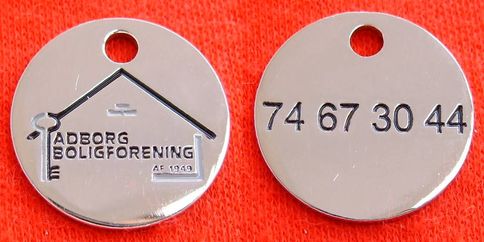 ADBORG
BOLIGFORENING
AF 1949
74 67 30 44